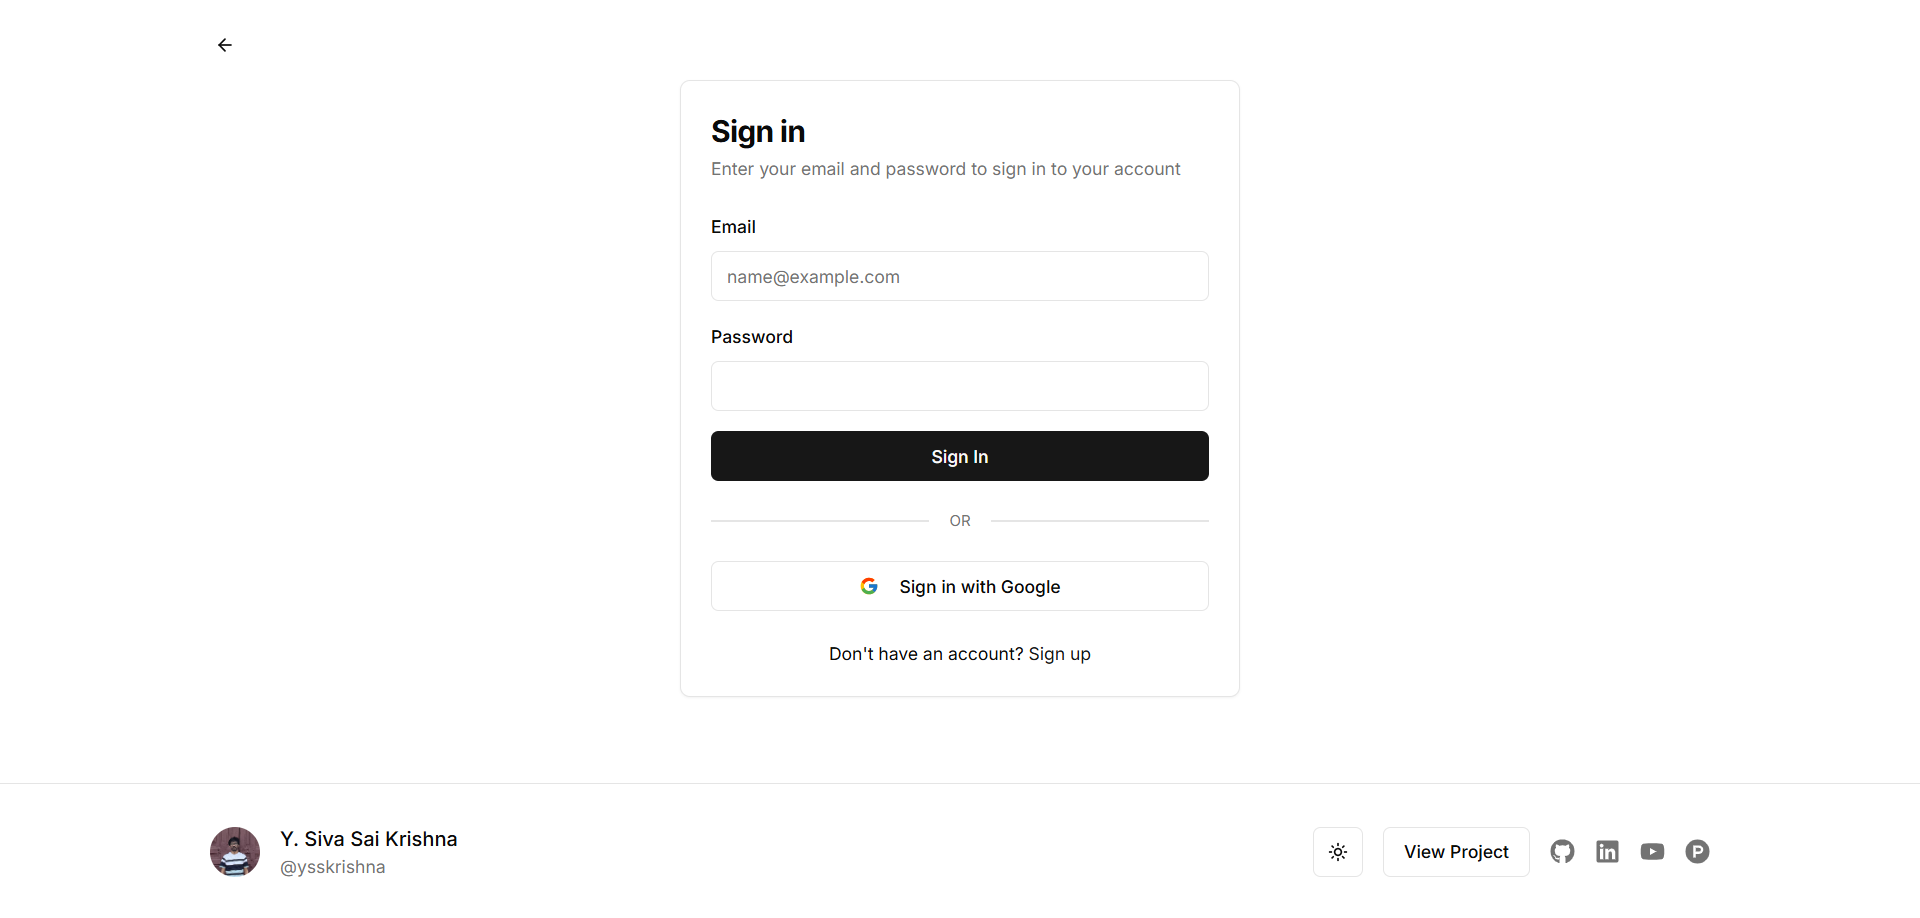 Sign in
Enter your email and password to sign in to your account
Email
name@example.com
Password
Sign In
OR
Sign in with Google
Don't have an account? Sign up
Y. Siva Sai Krishna
@ysskrishna
View Project